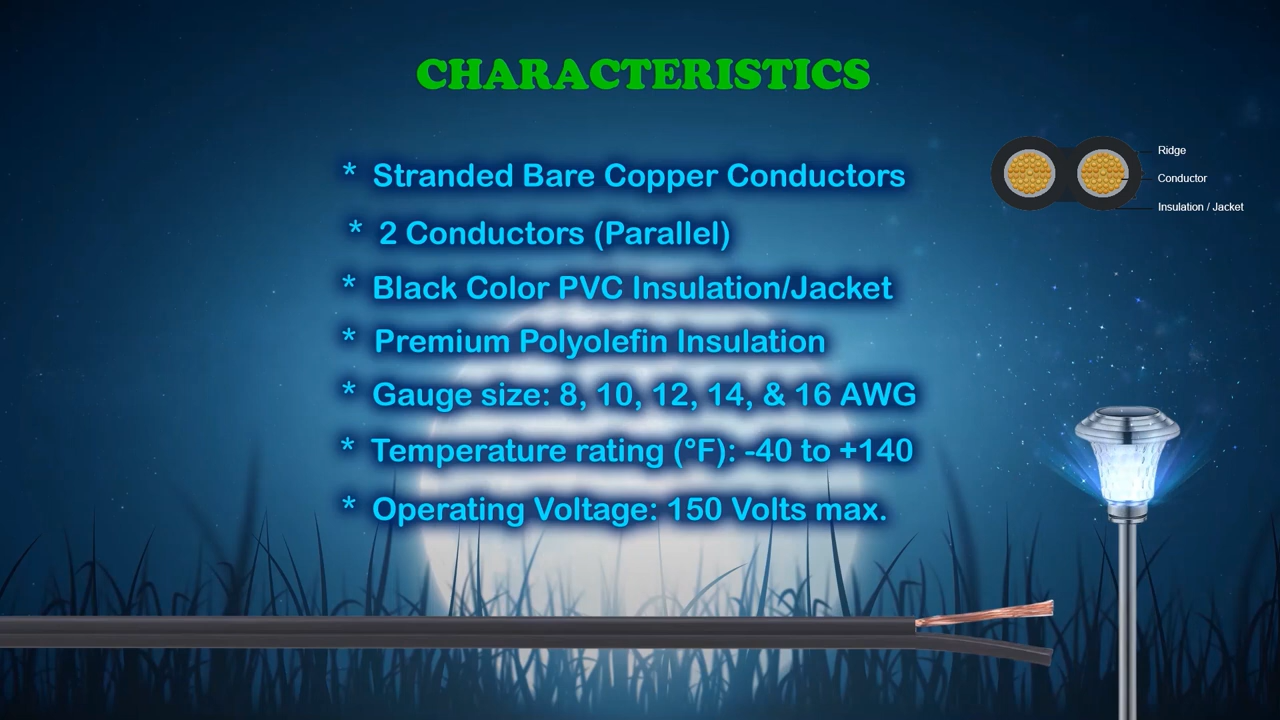 CHARACTERISTICS
* Stranded Bare Copper Conductors
* 2 Conductors (Parallel)
* Black Color PVC Insulation/Jacket
* Premium Polyolefin Insulation
* Gauge size: 8, 10, 12, 14, & 16 AWG
* Temperature rating (°F): -40 to +140
* Operating Voltage: 150 Volts max.
Ridge
Conductor
Insulation / Jacket